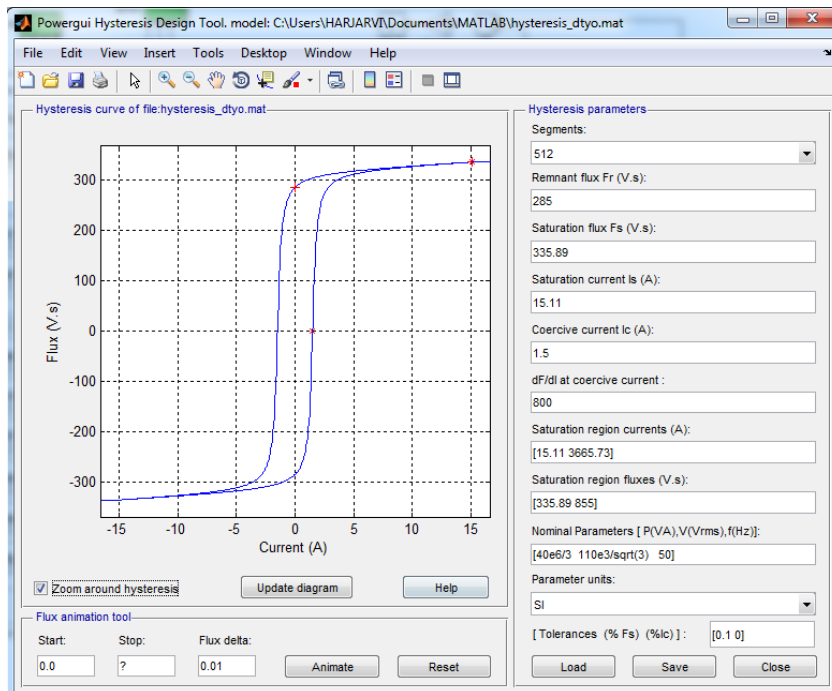 Powergui Hysteresis Design Tool. model: C:\Users\HARJARVI\Documents\MATLAB\hysteresis_dtyo.mat
File Edit View Insert Tools Desktop Window Help
Hysteresis curve of file:hysteresis_dtyo.mat
300
200
100
0
-100
-200
-300
Flux (V.s)
-15 -10 -5 0 5 10 15
Current (A)
Zoom around hysteresis
Update diagram
Help
Flux animation tool
Start: Stop: Flux delta:
0.0 ? 0.01 Animate Reset
Hysteresis parameters
Segments:
512
Remnant flux Fr (V.s):
285
Saturation flux Fs (V.s):
335.89
Saturation current Is (A):
15.11
Coercive current Ic (A):
1.5
dF/dI at coercive current :
800
Saturation region currents (A):
[15.11 3665.73]
Saturation region fluxes (V.s):
[335.89 855]
Nominal Parameters [ P(VA),V(Vrms),f(Hz)]:
[40e6/3 110e3/sqrt(3) 50]
Parameter units:
SI
[ Tolerances (% Fs) (%Ic) ] : [0.1 0]
Load Save Close